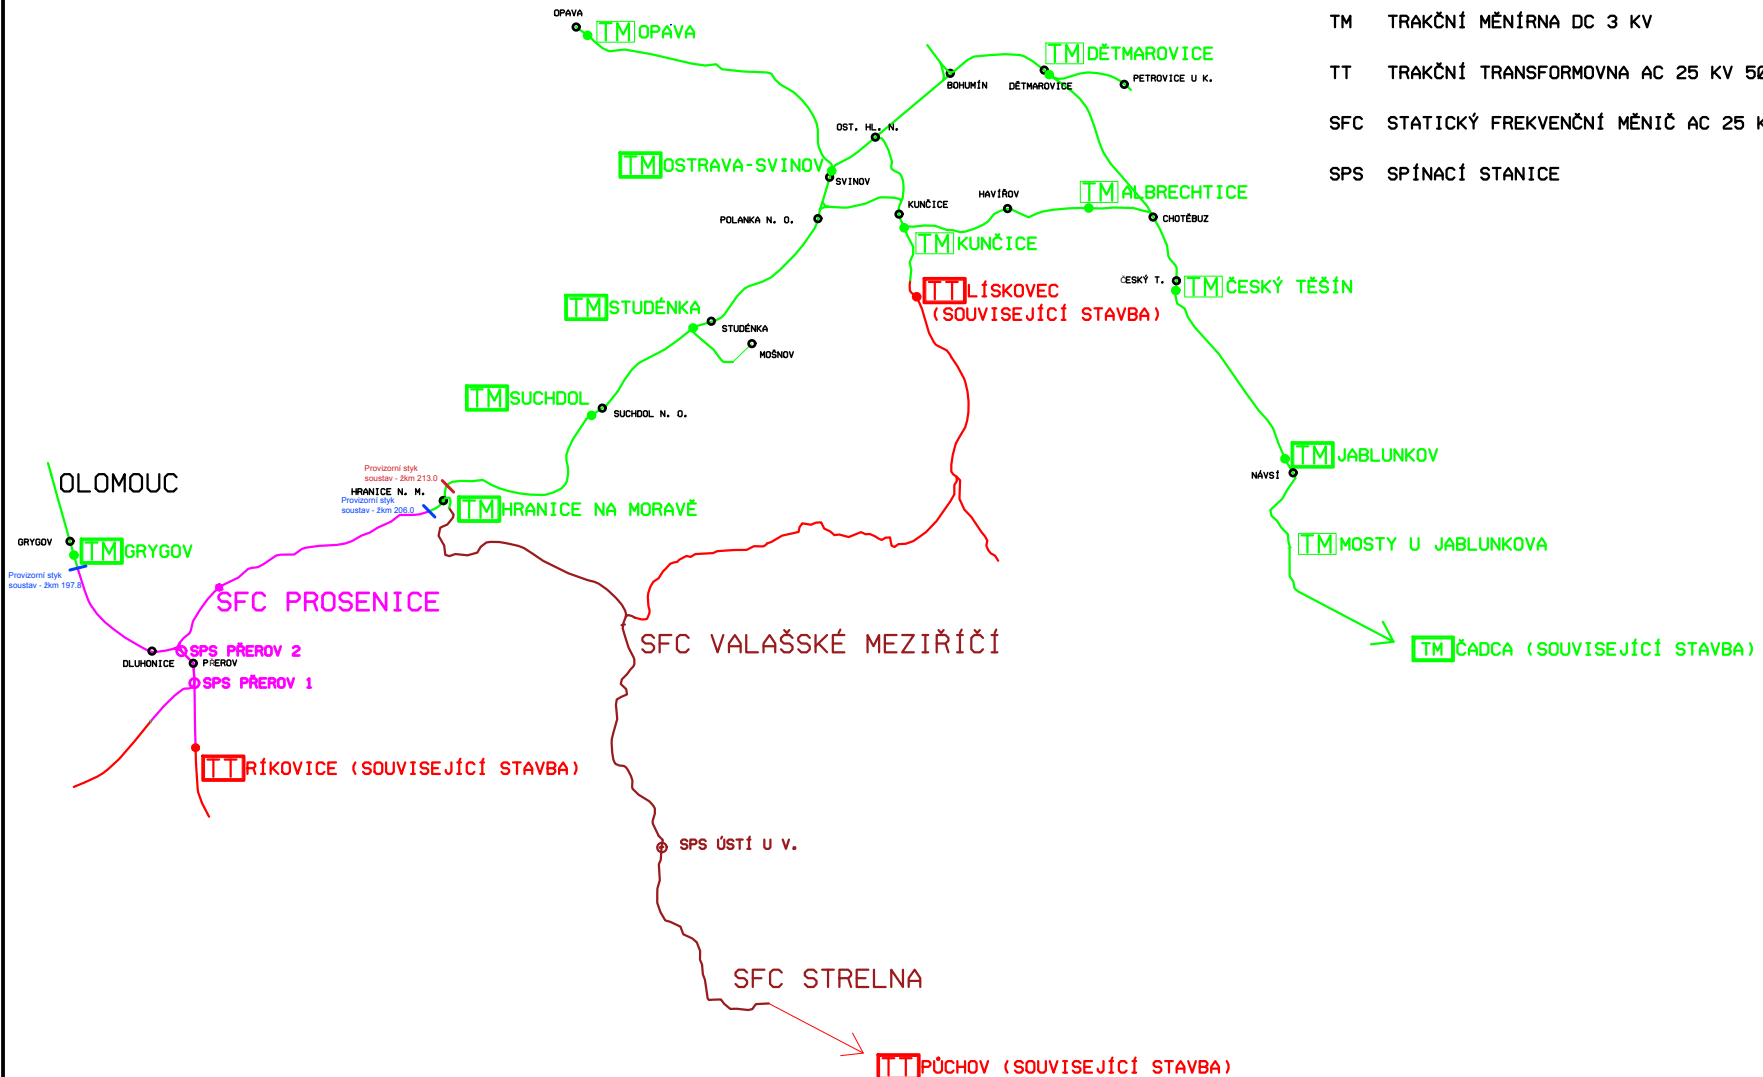 TM TRAKČNÍ MĚNÍRNA DC 3 KV
TT TRAKČNÍ TRANSFORMOVNA AC 25 KV 50
SFC STATICKÝ FREKVENČNÍ MĚNIČ AC 25 K
SPS SPÍNACÍ STANICE
OPAVA
TM OPAVA
TM DĚTMAROVICE
BOHUMÍN
DĚTMAROVICE
PETROVICE U K.
OST. HL. N.
TM OSTRAVA-SVINOV
SVINOV
POLANKA N. O.
KUNČICE
HAVÍŘOV
TM ALBRECHTICE
CHOTĚBUZ
TM KUNČICE
ČESKÝ T.
TM ČESKÝ TĚŠÍN
TT LÍSKOVEC
(SOUVISEJÍCÍ STAVBA)
TM STUDÉNKA
STUDÉNKA
MOŠNOV
TM SUCHDOL
SUCHDOL N. O.
TM JABLUNKOV
NÁVSÍ
OLOMOUC
Provizorní styk
soustav - žkm 213.0
HRANICE N. M.
Provizorní styk
soustav - žkm 206.0
TM HRANICE NA MORAVĚ
GRYGOV
TM GRYGOV
Provizorní styk
soustav - žkm 197.8
TM MOSTY U JABLUNKOVA
SFC PROSENICE
SFC VALAŠSKÉ MEZIŘÍČÍ
TM ČADCA (SOUVISEJÍCÍ STAVBA)
SPS PŘEROV 2
DLUHONICE
PŘEROV
SPS PŘEROV 1
TT RÍKOVICE (SOUVISEJÍCÍ STAVBA)
SPS ÚSTÍ U V.
SFC STRELNA
TT PÚCHOV (SOUVISEJÍCÍ STAVBA)